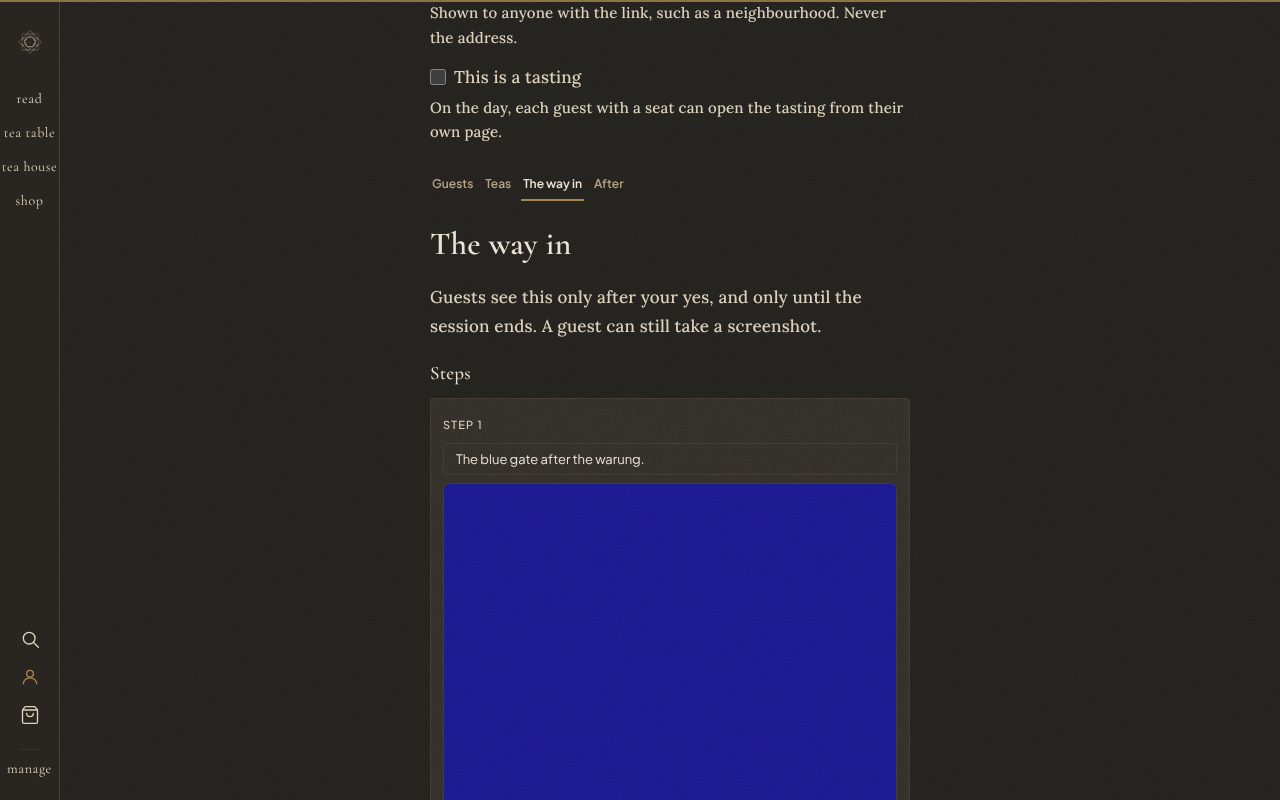 Shown to anyone with the link, such as a neighbourhood. Never
the address.
read
This is a tasting
On the day, each guest with a seat can open the tasting from their
own page.
tea table
tea house
shop
Guests Teas The way in After
The way in
Guests see this only after your yes, and only until the
session ends. A guest can still take a screenshot.
Steps
STEP 1
The blue gate after the warung.
manage